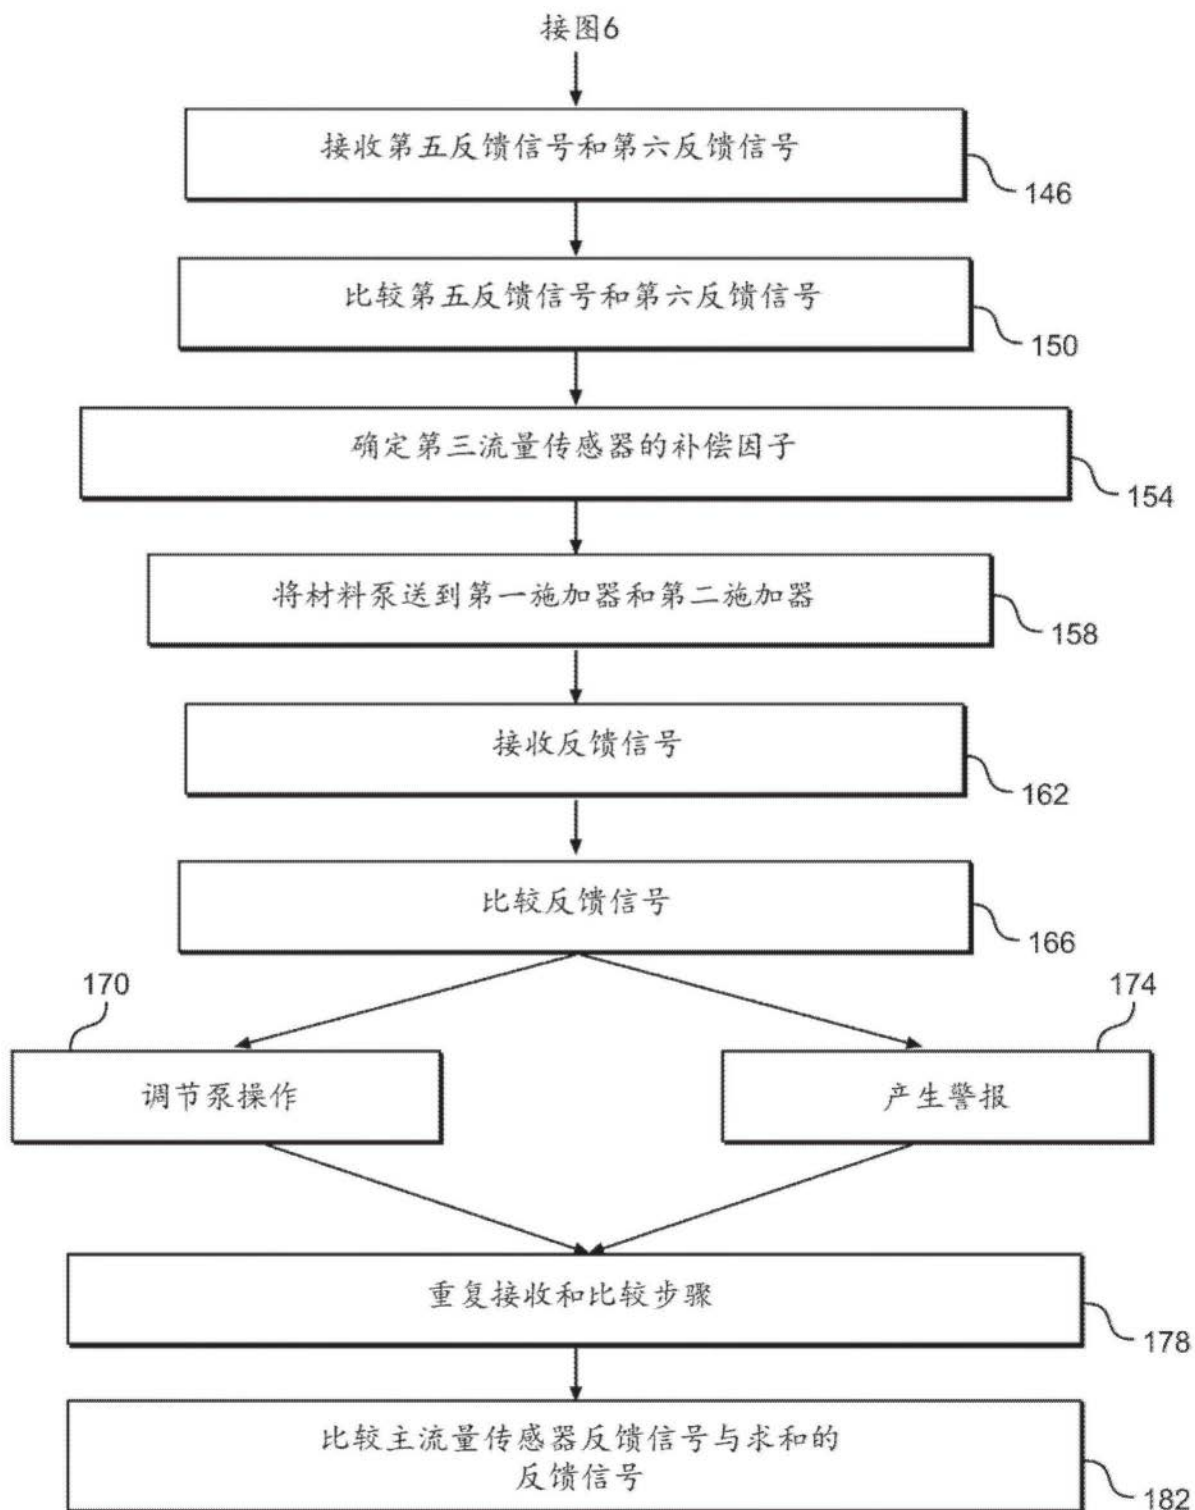 接图6
接收第五反馈信号和第六反馈信号
146
比较第五反馈信号和第六反馈信号
150
确定第三流量传感器的补偿因子
154
将材料泵送到第一施加器和第二施加器
158
接收反馈信号
162
比较反馈信号
166
170
174
调节泵操作
产生警报
重复接收和比较步骤
178
比较主流量传感器反馈信号与求和的
反馈信号
182